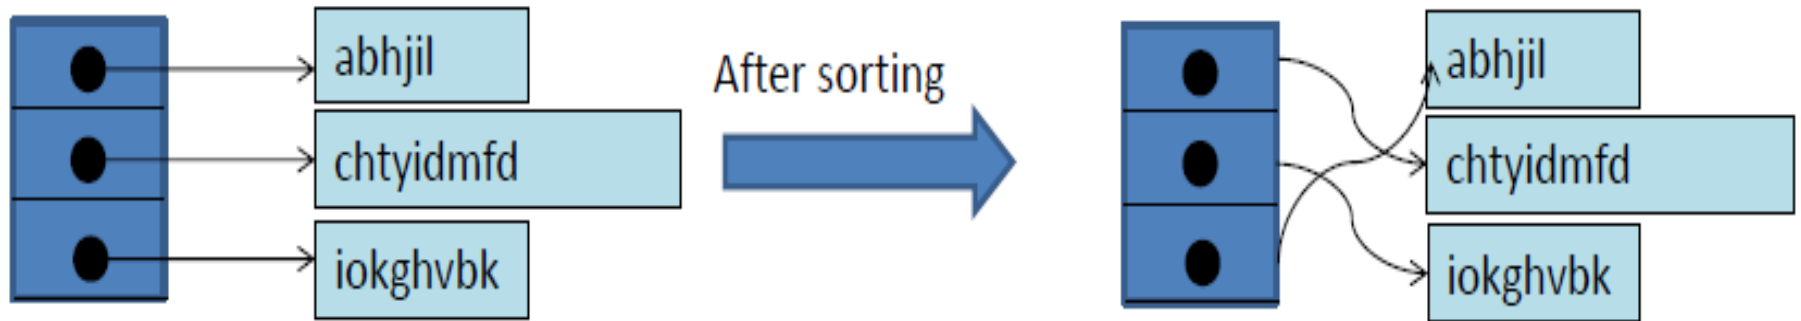 abhjil
chtyidmfd
iokghvbk
After sorting
abhjil
chtyidmfd
iokghvbk